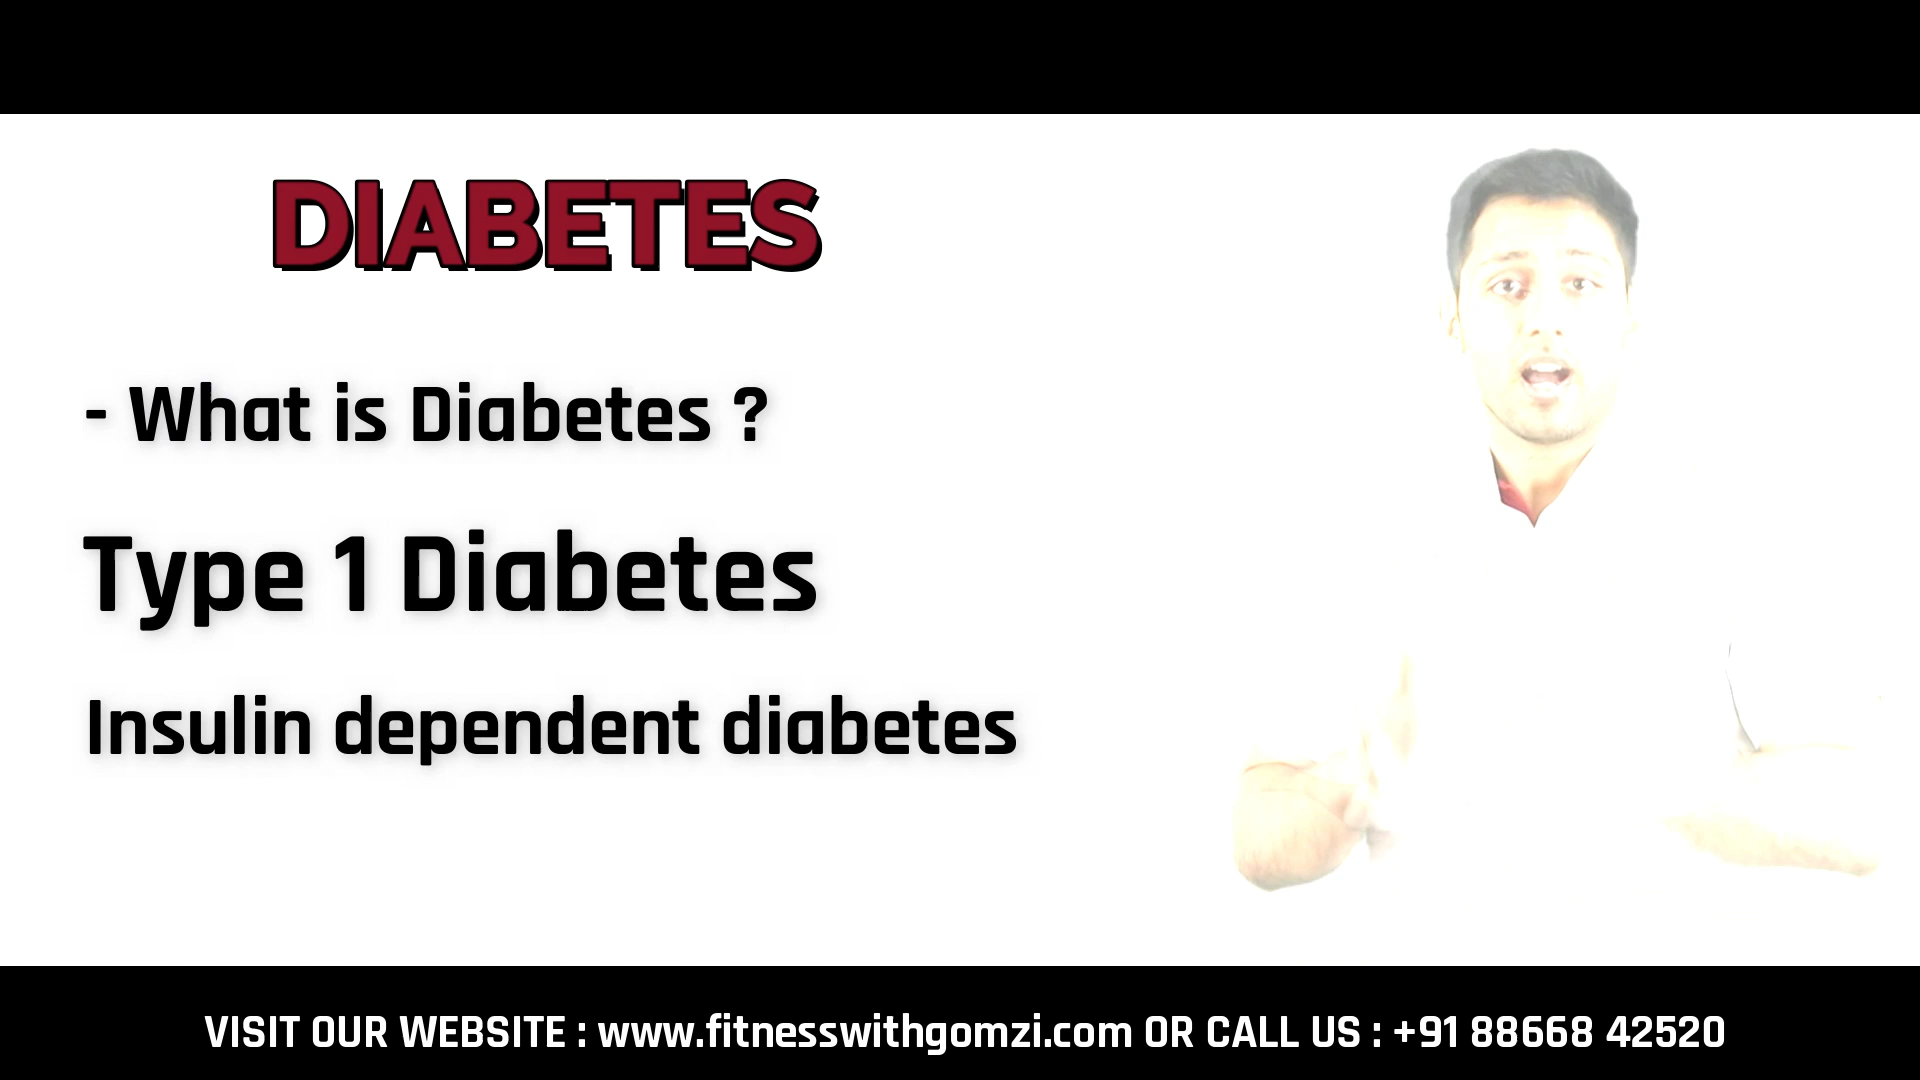 DIABETES
- What is Diabetes ?
Type 1 Diabetes
Insulin dependent diabetes
VISIT OUR WEBSITE : www.fitnesswithgomzi.com OR CALL US : +91 88668 42520